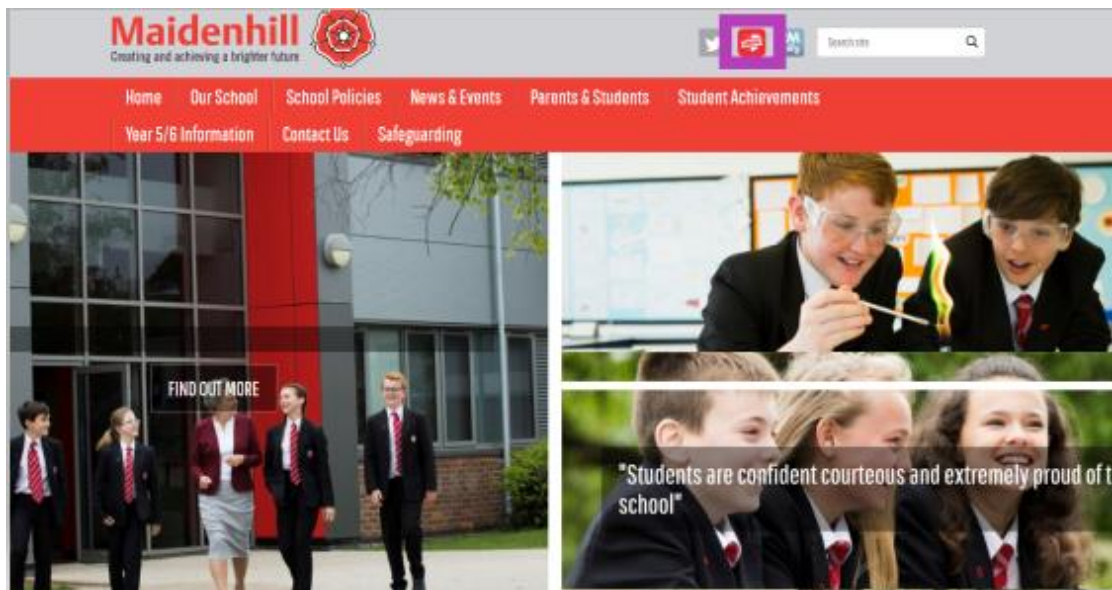 Maidenhill
Creating and achieving a brighter future
Search site
Home Our School School Policies News & Events Parents & Students Student Achievements
Year 5/6 Information Contact Us Safeguarding
FIND OUT MORE
"Students are confident courteous and extremely proud of t
school"